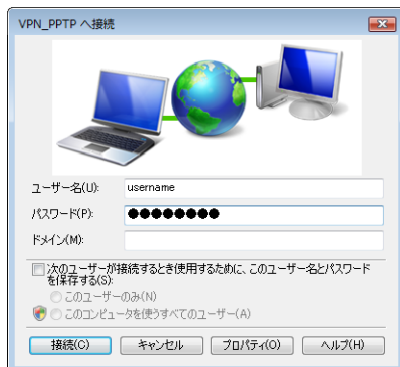 VPN_PPTP へ接続
ユーザー名(U):
username
パスワード(P):
●●●●●●●●
ドメイン(M):
次のユーザーが接続するとき使用するために、このユーザー名とパスワード
を保存する(S):
このユーザーのみ(N)
このコンピュータを使うすべてのユーザー(A)
接続(C)
キャンセル
プロパティ(O)
ヘルプ(H)